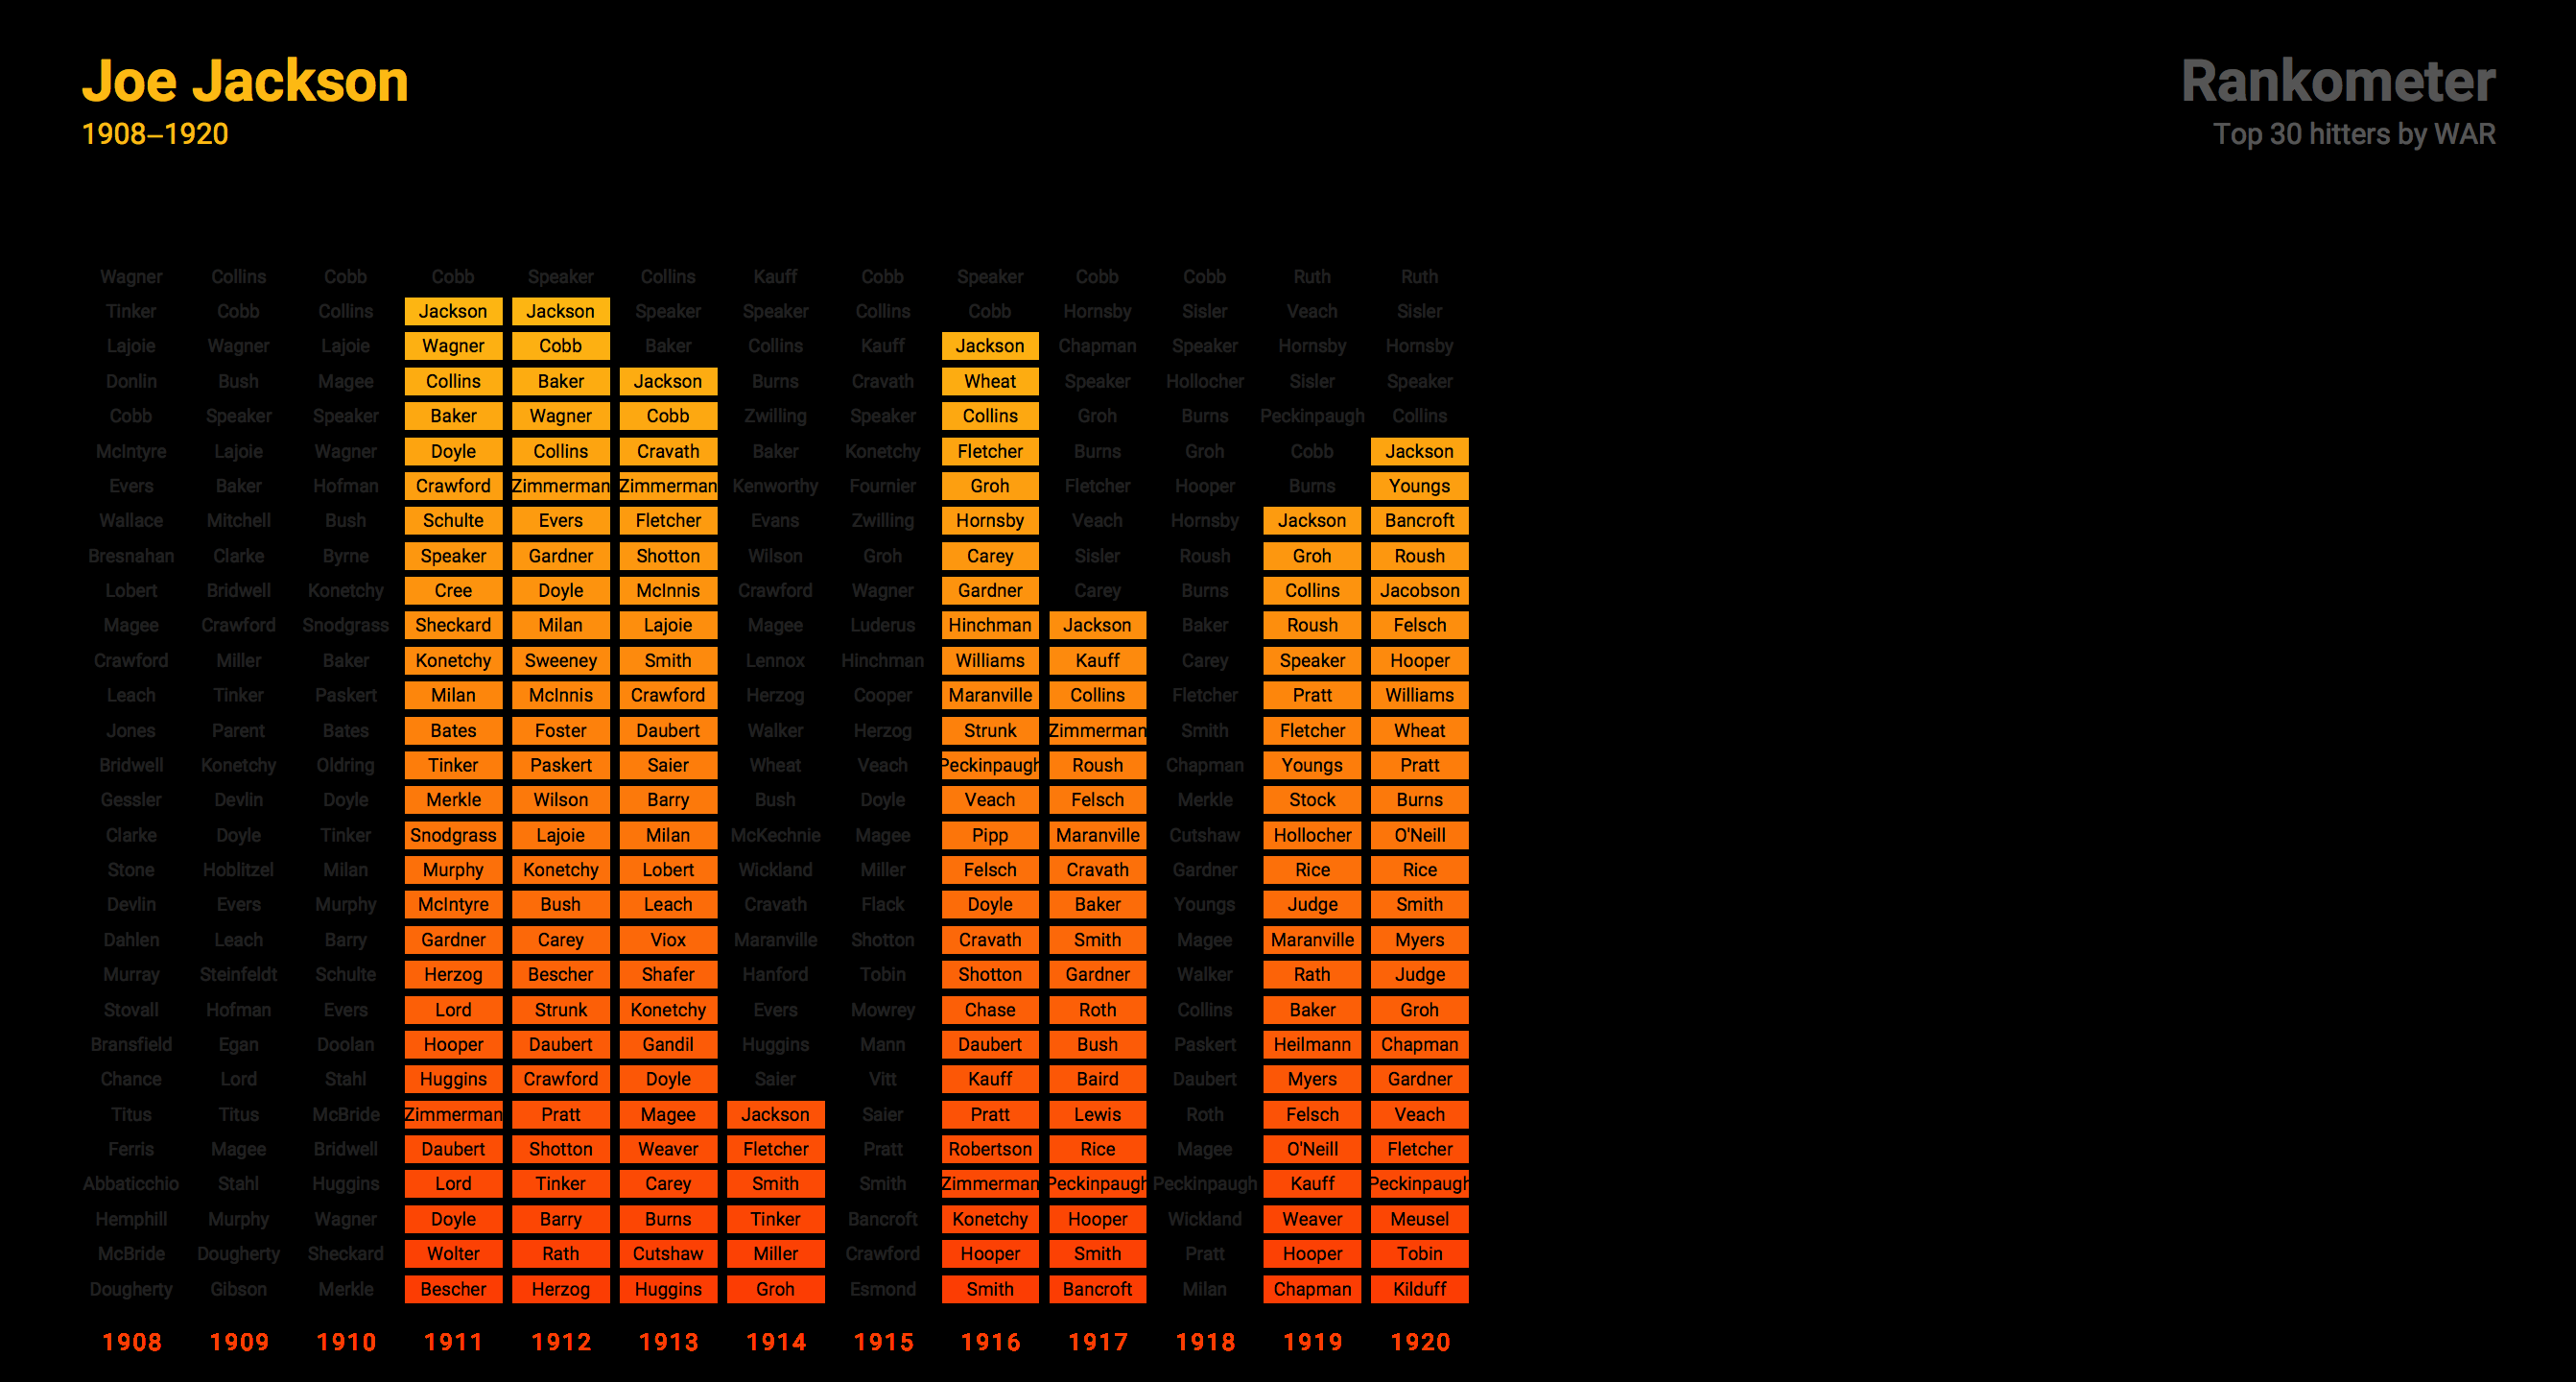 Joe Jackson
1908–1920
Rankometer
Top 30 hitters by WAR
Wagner Collins Cobb Cobb Speaker Collins Kauff Cobb Speaker Cobb Cobb Ruth Ruth
Tinker Cobb Collins Jackson Jackson Speaker Speaker Collins Cobb Hornsby Sisler Veach Sisler
Lajoie Wagner Lajoie Wagner Cobb Baker Collins Kauff Jackson Chapman Speaker Hornsby Hornsby
Donlin Bush Magee Collins Baker Jackson Burns Cravath Wheat Speaker Hollocher Sisler Speaker
Cobb Speaker Speaker Baker Wagner Cobb Zwilling Speaker Collins Groh Burns Peckinpaugh Collins
McIntyre Lajoie Wagner Doyle Collins Cravath Baker Konetchy Fletcher Burns Groh Cobb Jackson
Evers Baker Hofman Crawford Zimmerman Zimmerman Kenworthy Fournier Groh Fletcher Hooper Burns Youngs
Wallace Mitchell Bush Schulte Evers Fletcher Evans Zwilling Hornsby Veach Hornsby Jackson Bancroft
Bresnahan Clarke Byrne Speaker Gardner Shotton Wilson Groh Carey Sisler Roush Groh Roush
Lobert Bridwell Konetchy Cree Doyle McInnis Crawford Wagner Gardner Carey Burns Collins Jacobson
Magee Crawford Snodgrass Sheckard Milan Lajoie Magee Luderus Hinchman Jackson Baker Roush Felsch
Crawford Miller Baker Konetchy Sweeney Smith Lennox Hinchman Williams Kauff Carey Speaker Hooper
Leach Tinker Paskert Milan McInnis Crawford Herzog Cooper Maranville Collins Fletcher Pratt Williams
Jones Parent Bates Bates Foster Daubert Walker Herzog Strunk Zimmerman Smith Fletcher Wheat
Bridwell Konetchy Oldring Tinker Paskert Saier Wheat Veach Peckinpaugh Roush Chapman Youngs Pratt
Gessler Devlin Doyle Merkle Wilson Barry Bush Doyle Veach Felsch Merkle Stock Burns
Clarke Doyle Tinker Snodgrass Lajoie Milan McKechnie Magee Pipp Maranville Cutshaw Hollocher O'Neill
Stone Hoblitzel Milan Murphy Konetchy Lobert Wickland Miller Felsch Cravath Gardner Rice Rice
Devlin Evers Murphy McIntyre Bush Leach Cravath Flack Doyle Baker Youngs Judge Smith
Dahlen Leach Barry Gardner Carey Viox Maranville Shotton Cravath Smith Magee Maranville Myers
Murray Steinfeldt Schulte Herzog Bescher Shafer Hanford Tobin Shotton Gardner Walker Rath Judge
Stovall Hofman Evers Lord Strunk Konetchy Evers Mowrey Chase Roth Collins Baker Groh
Bransfield Egan Doolan Hooper Daubert Gandil Huggins Mann Daubert Bush Paskert Heilmann Chapman
Chance Lord Stahl Huggins Crawford Doyle Saier Vitt Kauff Baird Daubert Myers Gardner
Titus Titus McBride Zimmerman Pratt Magee Jackson Saier Pratt Lewis Roth Felsch Veach
Ferris Magee Bridwell Daubert Shotton Weaver Fletcher Pratt Robertson Rice Magee O'Neill Fletcher
Abbaticchio Stahl Huggins Lord Tinker Carey Smith Smith Zimmerman Peckinpaugh Peckinpaugh Kauff Peckinpaugh
Hemphill Murphy Wagner Doyle Barry Burns Tinker Bancroft Konetchy Hooper Wickland Weaver Meusel
McBride Dougherty Sheckard Wolter Rath Cutshaw Miller Crawford Hooper Smith Pratt Hooper Tobin
Dougherty Gibson Merkle Bescher Herzog Huggins Groh Esmond Smith Bancroft Milan Chapman Kilduff
1908 1909 1910 1911 1912 1913 1914 1915 1916 1917 1918 1919 1920